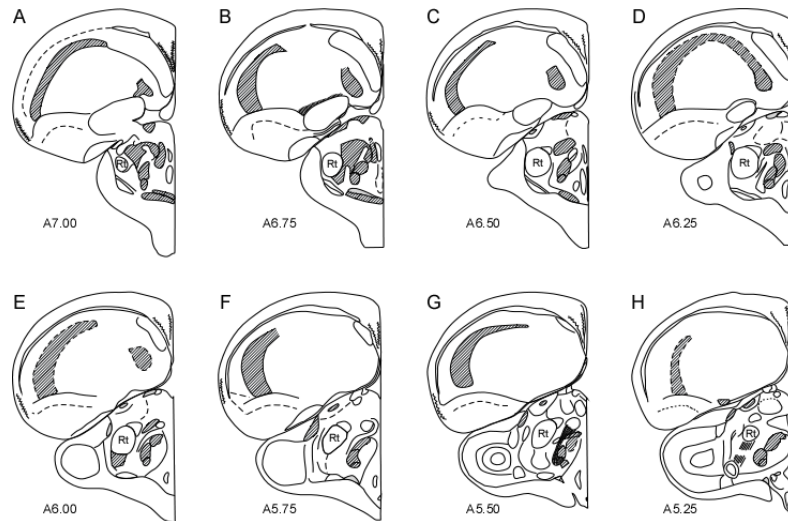 A B C D
Rt Rt Rt Rt
A7.00 A6.75 A6.50 A6.25
E F G H
Rt Rt Rt Rt
A6.00 A5.75 A5.50 A5.25